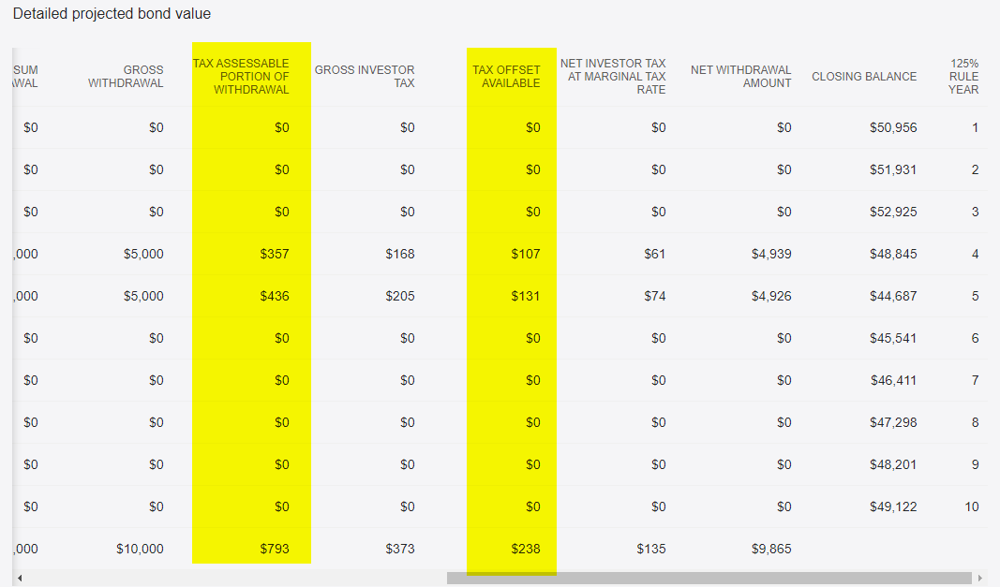 Detailed projected bond value
SUM
WAL
GROSS
WITHDRAWAL
TAX ASSESSABLE
PORTION OF
WITHDRAWAL
GROSS INVESTOR
TAX
TAX OFFSET
AVAILABLE
NET INVESTOR TAX
AT MARGINAL TAX
RATE
NET WITHDRAWAL
AMOUNT
CLOSING BALANCE
125%
RULE
YEAR
$0 $0 $0 $0 $0 $0 $0 $50,956 1
$0 $0 $0 $0 $0 $0 $0 $51,931 2
$0 $0 $0 $0 $0 $0 $0 $52,925 3
,000 $5,000 $357 $168 $107 $61 $4,939 $48,845 4
,000 $5,000 $436 $205 $131 $74 $4,926 $44,687 5
$0 $0 $0 $0 $0 $0 $0 $45,541 6
$0 $0 $0 $0 $0 $0 $0 $46,411 7
$0 $0 $0 $0 $0 $0 $0 $47,298 8
$0 $0 $0 $0 $0 $0 $0 $48,201 9
$0 $0 $0 $0 $0 $0 $0 $49,122 10
,000 $10,000 $793 $373 $238 $135 $9,865